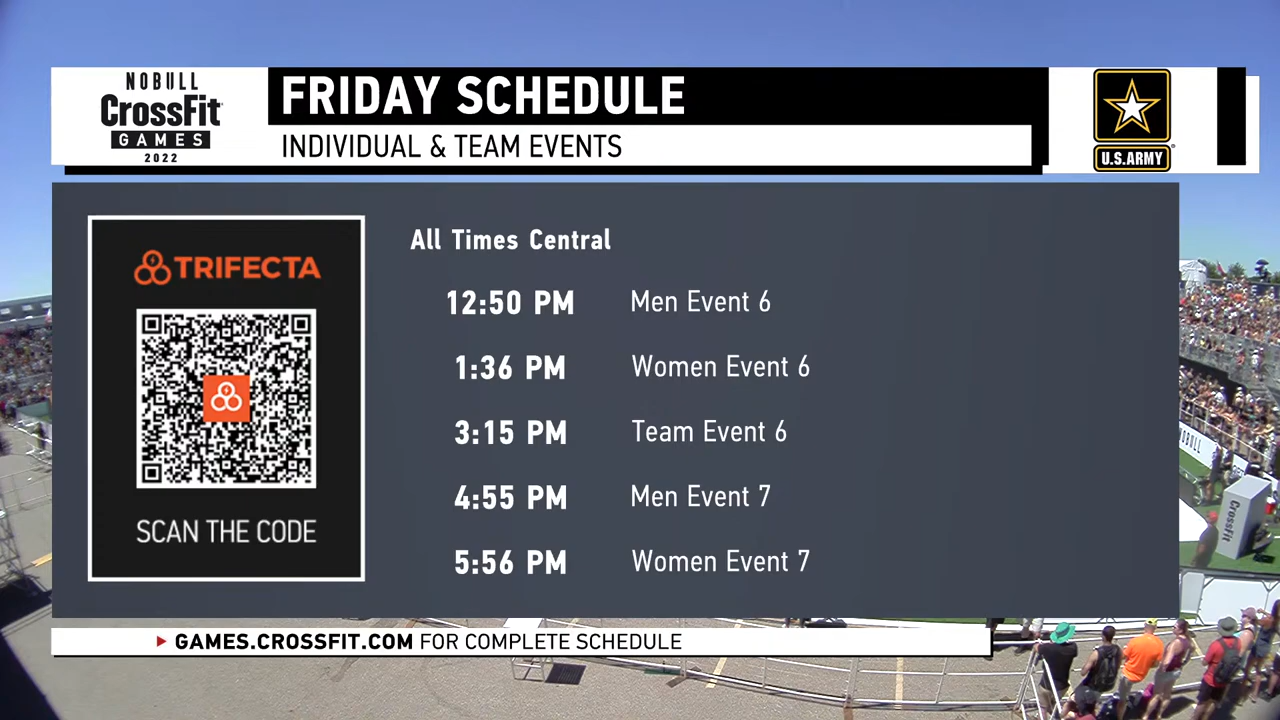 NOBULL
CrossFit
GAMES
2022
FRIDAY SCHEDULE
INDIVIDUAL & TEAM EVENTS
U.S.ARMY
TRIFECTA
SCAN THE CODE
All Times Central
12:50 PM Men Event 6
1:36 PM Women Event 6
3:15 PM Team Event 6
4:55 PM Men Event 7
5:56 PM Women Event 7
GAMES.CROSSFIT.COM FOR COMPLETE SCHEDULE
NOBULL
CrossFit